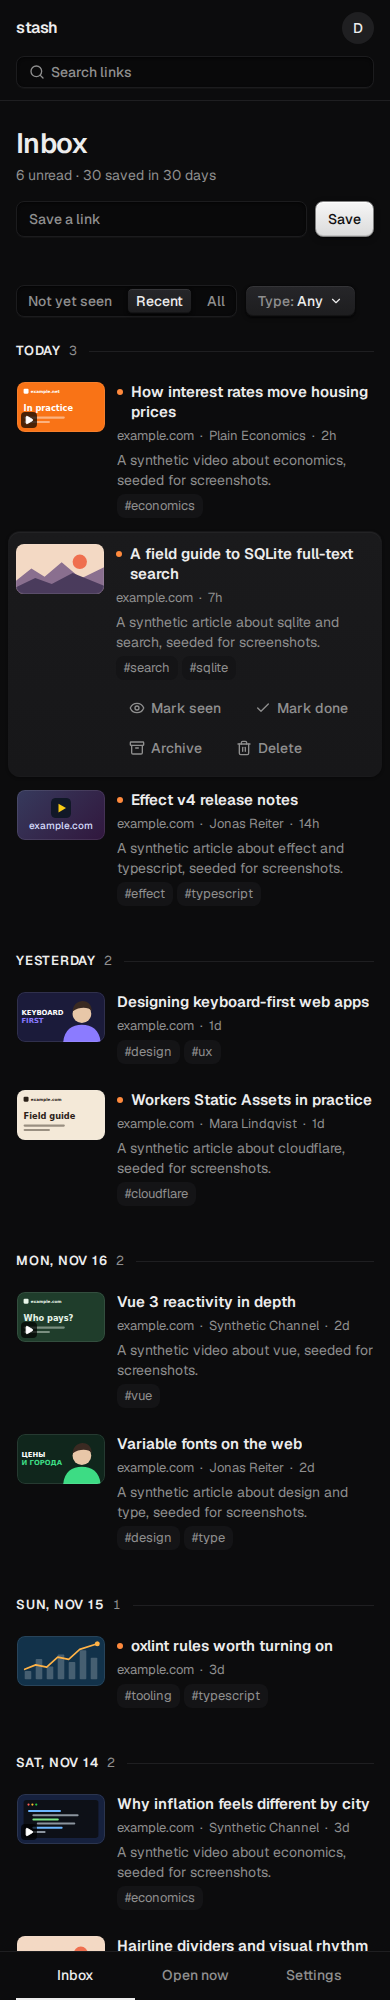 stash
D
Search links
Inbox
6 unread · 30 saved in 30 days
Save a link
Save
Not yet seen
Recent
All
Type: Any
TODAY 3
example.net
In practice
How interest rates move housing
prices
example.com · Plain Economics · 2h
A synthetic video about economics,
seeded for screenshots.
#economics
A field guide to SQLite full-text
search
example.com · 7h
A synthetic article about sqlite and
search, seeded for screenshots.
#search #sqlite
Mark seen
Mark done
Archive
Delete
example.com
Effect v4 release notes
example.com · Jonas Reiter · 14h
A synthetic article about effect and
typescript, seeded for screenshots.
#effect #typescript
YESTERDAY 2
KEYBOARD
FIRST
Designing keyboard-first web apps
example.com · 1d
#design #ux
example.com
Field guide
Workers Static Assets in practice
example.com · Mara Lindqvist · 1d
A synthetic article about cloudflare,
seeded for screenshots.
#cloudflare
MON, NOV 16 2
example.com
Who pays?
Vue 3 reactivity in depth
example.com · Synthetic Channel · 2d
A synthetic video about vue, seeded for
screenshots.
#vue
ЦЕНЫ
И ГОРОДА
Variable fonts on the web
example.com · Jonas Reiter · 2d
A synthetic article about design and
type, seeded for screenshots.
#design #type
SUN, NOV 15 1
oxlint rules worth turning on
example.com · 3d
#tooling #typescript
SAT, NOV 14 2
Why inflation feels different by city
example.com · Synthetic Channel · 3d
A synthetic video about economics,
seeded for screenshots.
#economics
Hairline dividers and visual rhythm
Inbox
Open now
Settings